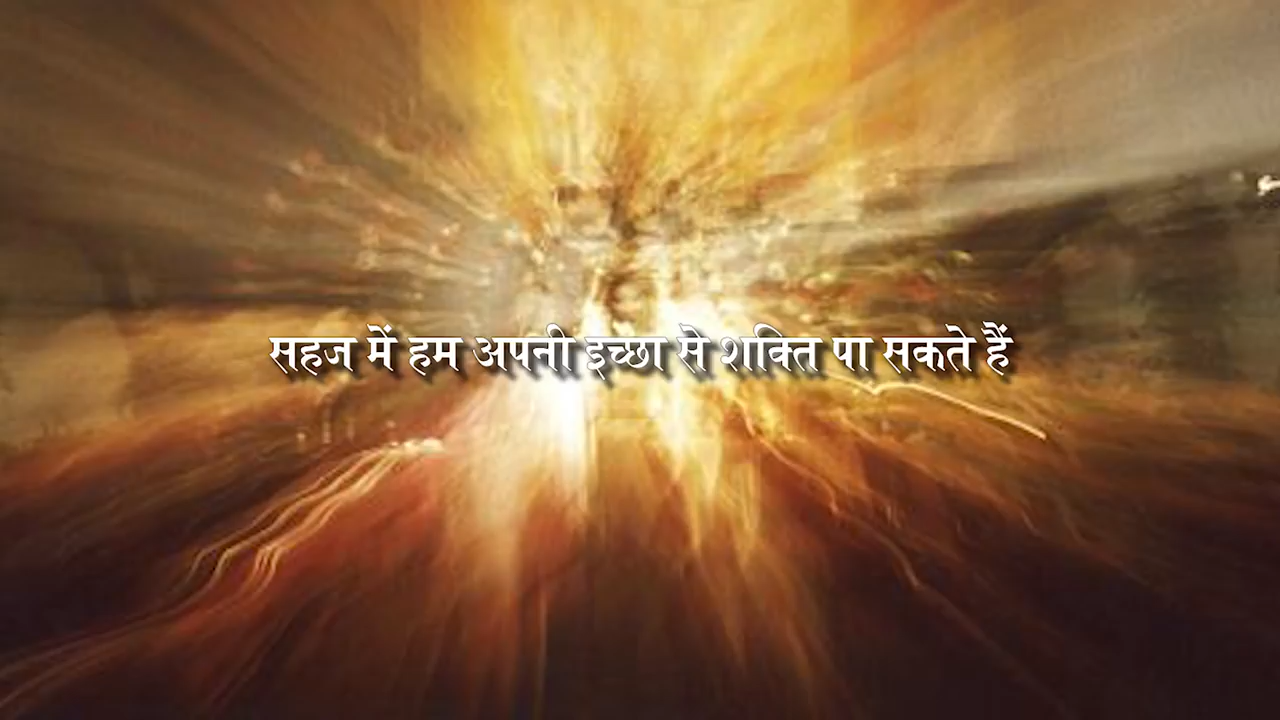 सहज में हम अपनी इच्छा से शक्ति पा सकते हैं